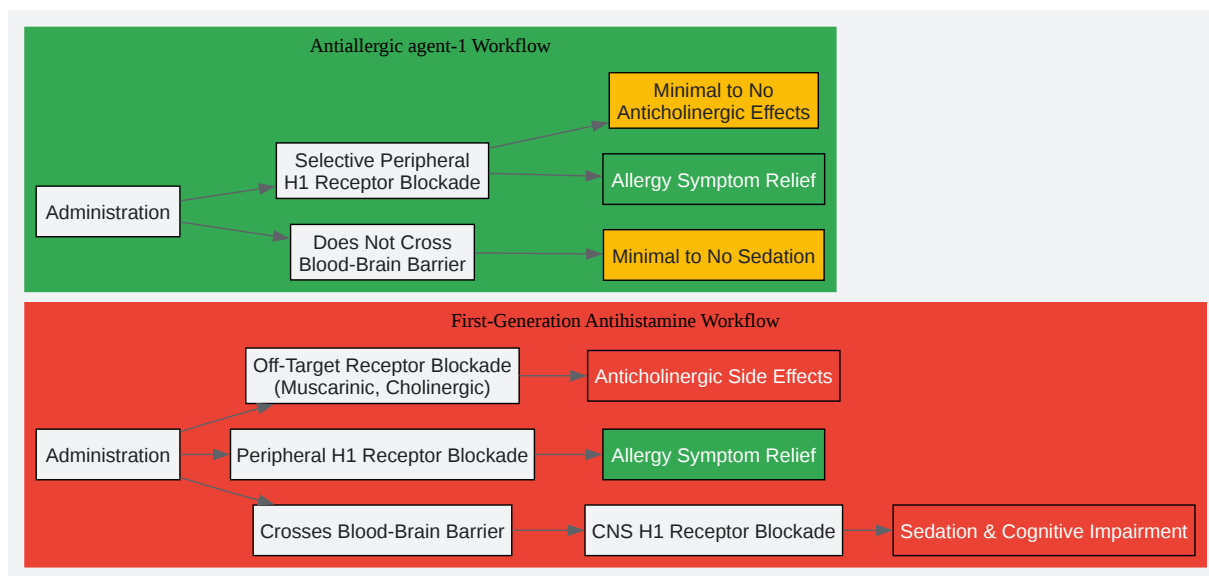 Antiallergic agent-1 Workflow
Minimal to No
Anticholinergic Effects
Selective Peripheral
H1 Receptor Blockade
Allergy Symptom Relief
Administration
Does Not Cross
Blood-Brain Barrier
Minimal to No Sedation
First-Generation Antihistamine Workflow
Off-Target Receptor Blockade
(Muscarinic, Cholinergic)
Anticholinergic Side Effects
Administration
Peripheral H1 Receptor Blockade
Allergy Symptom Relief
Crosses Blood-Brain Barrier
CNS H1 Receptor Blockade
Sedation & Cognitive Impairment